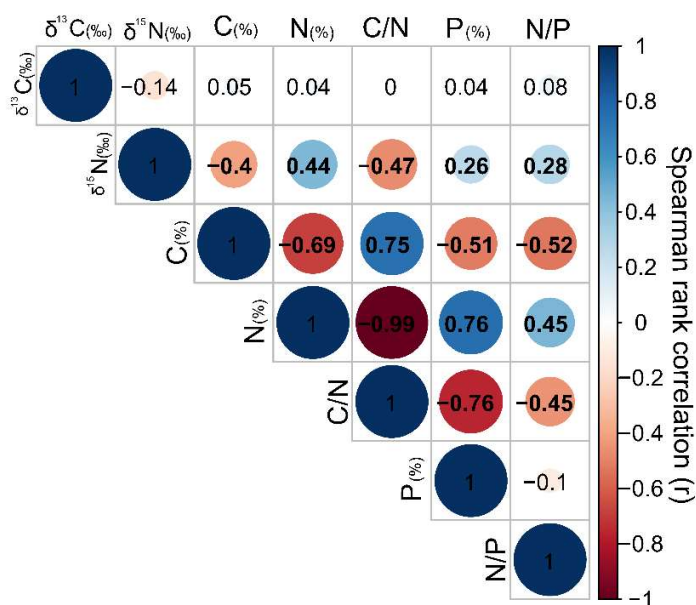 δ¹³C(‰) δ¹⁵N(‰) C(%) N(%) C/N P(%) N/P
δ¹³C(‰) 1 −0.14 0.05 0.04 0 0.04 0.08
δ¹⁵N(‰) 1 −0.4 0.44 −0.47 0.26 0.28
C(%) 1 −0.69 0.75 −0.51 −0.52
N(%) 1 −0.99 0.76 0.45
C/N 1 −0.76 −0.45
P(%) 1 −0.1
N/P 1
1
0.8
0.6
0.4
0.2
0
−0.2
−0.4
−0.6
−0.8
−1
Spearman rank correlation (r)